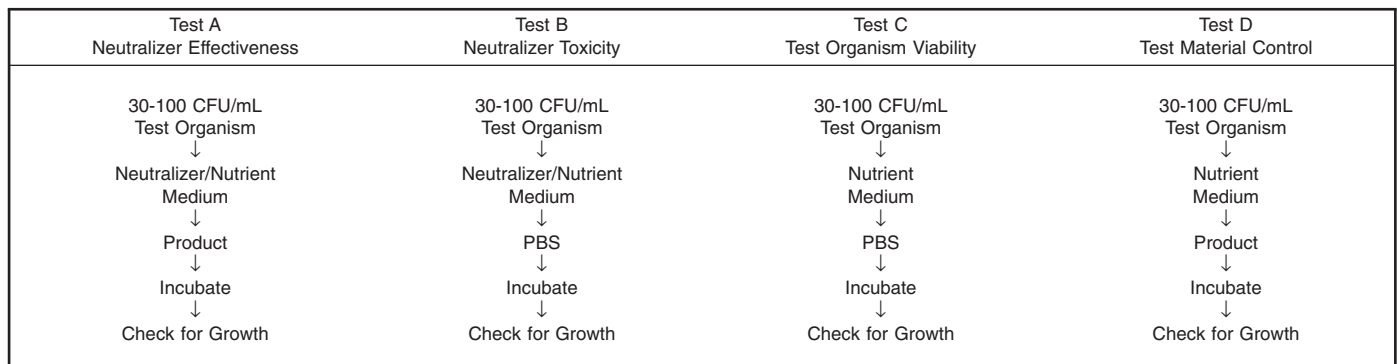 Test A
Neutralizer Effectiveness
Test B
Neutralizer Toxicity
Test C
Test Organism Viability
Test D
Test Material Control
30-100 CFU/mL
Test Organism
↓
Neutralizer/Nutrient
Medium
↓
Product
↓
Incubate
↓
Check for Growth
30-100 CFU/mL
Test Organism
↓
Neutralizer/Nutrient
Medium
↓
PBS
↓
Incubate
↓
Check for Growth
30-100 CFU/mL
Test Organism
↓
Nutrient
Medium
↓
PBS
↓
Incubate
↓
Check for Growth
30-100 CFU/mL
Test Organism
↓
Nutrient
Medium
↓
Product
↓
Incubate
↓
Check for Growth